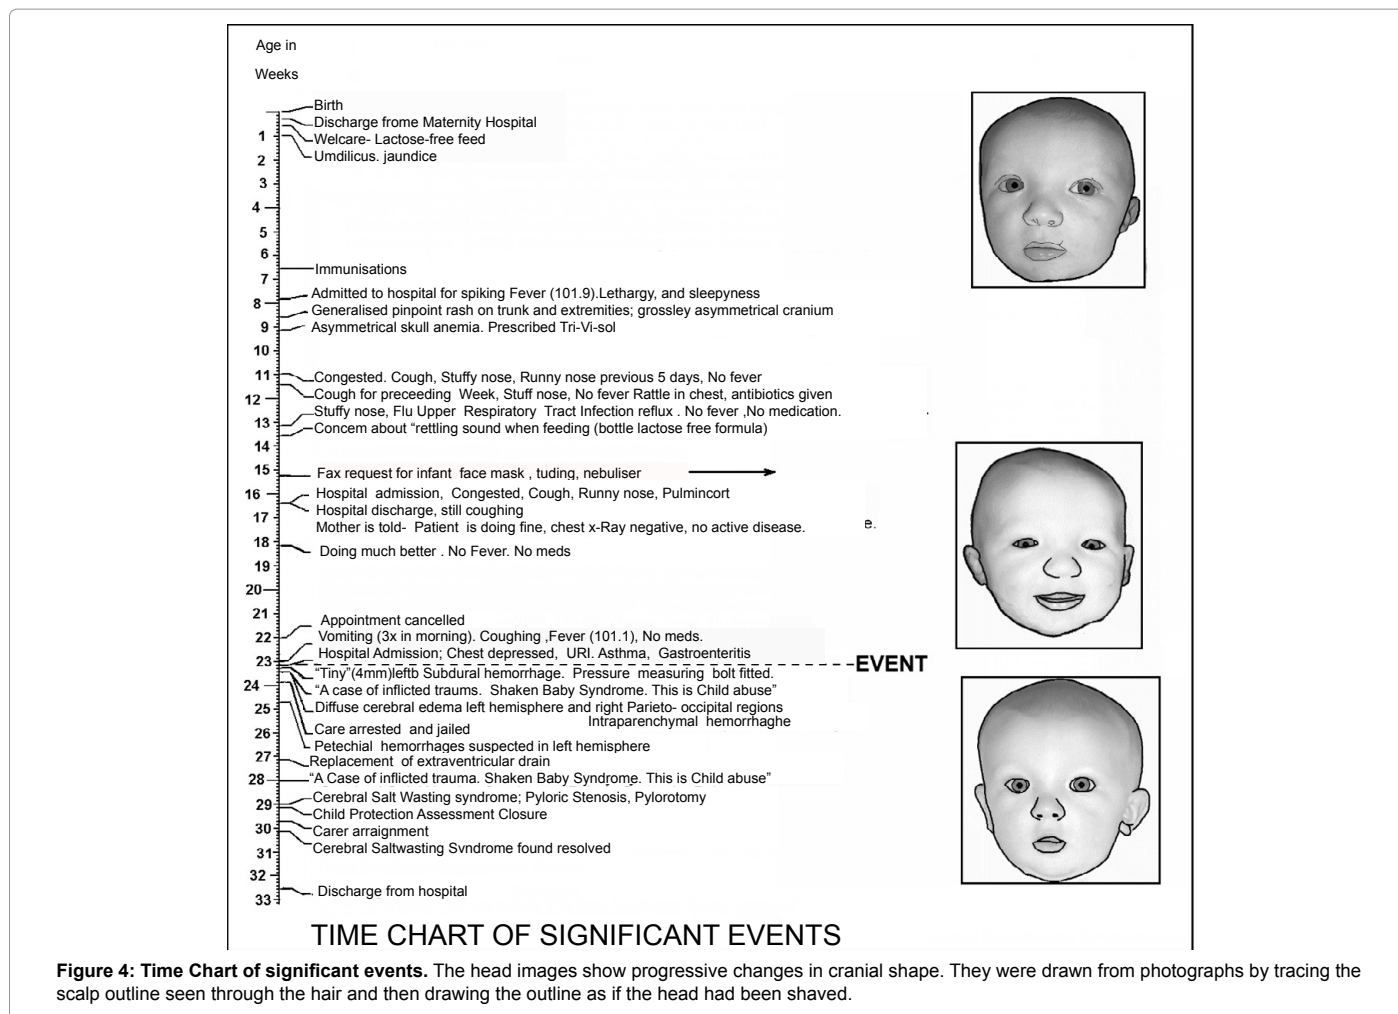 Age in
Weeks
Birth
Discharge frome Maternity Hospital
1
Welcare- Lactose-free feed
2
Umdilicus. jaundice
3
4
5
6
Immunisations
7
Admitted to hospital for spiking Fever (101.9).Lethargy, and sleepyness
8
Generalised pinpoint rash on trunk and extremities; grossley asymmetrical cranium
9
Asymmetrical skull anemia. Prescribed Tri-Vi-sol
10
11
Congested. Cough, Stuffy nose, Runny nose previous 5 days, No fever
12
Cough for preceeding Week, Stuff nose, No fever Rattle in chest, antibiotics given
Stuffy nose, Flu Upper Respiratory Tract Infection reflux . No fever ,No medication.
13
Concem about “rettling sound when feeding (bottle lactose free formula)
14
15
Fax request for infant face mask , tuding, nebuliser
16
Hospital admission, Congested, Cough, Runny nose, Pulmincort
Hospital discharge, still coughing
17
Mother is told- Patient is doing fine, chest x-Ray negative, no active disease.
e.
18
Doing much better . No Fever. No meds
19
20
21
Appointment cancelled
22
Vomiting (3x in morning). Coughing ,Fever (101.1), No meds.
Hospital Admission; Chest depressed, URI. Asthma, Gastroenteritis
23
EVENT
“Tiny”(4mm)leftb Subdural hemorrhage. Pressure measuring bolt fitted.
24
“A case of inflicted traums. Shaken Baby Syndrome. This is Child abuse”
Diffuse cerebral edema left hemisphere and right Parieto- occipital regions
25
Intraparenchymal hemorrhaghe
Care arrested and jailed
26
Petechial hemorrhages suspected in left hemisphere
27
Replacement of extraventricular drain
28
“A Case of inflicted trauma. Shaken Baby Syndrome. This is Child abuse”
Cerebral Salt Wasting syndrome; Pyloric Stenosis, Pylorotomy
29
Child Protection Assessment Closure
30
Carer arraignment
Cerebral Saltwasting Svndrome found resolved
31
32
Discharge from hospital
33
TIME CHART OF SIGNIFICANT EVENTS
Figure 4: Time Chart of significant events. The head images show progressive changes in cranial shape. They were drawn from photographs by tracing the
scalp outline seen through the hair and then drawing the outline as if the head had been shaved.